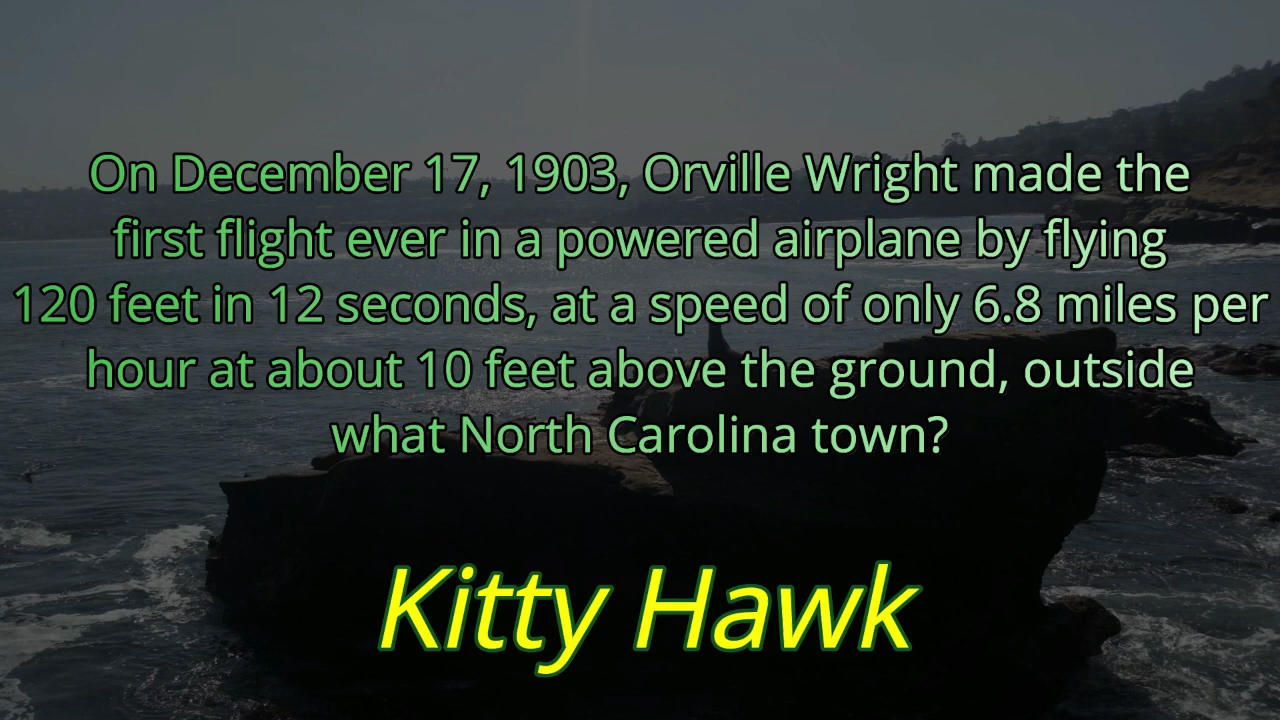 On December 17, 1903, Orville Wright made the
first flight ever in a powered airplane by flying
120 feet in 12 seconds, at a speed of only 6.8 miles per
hour at about 10 feet above the ground, outside
what North Carolina town?
Kitty Hawk